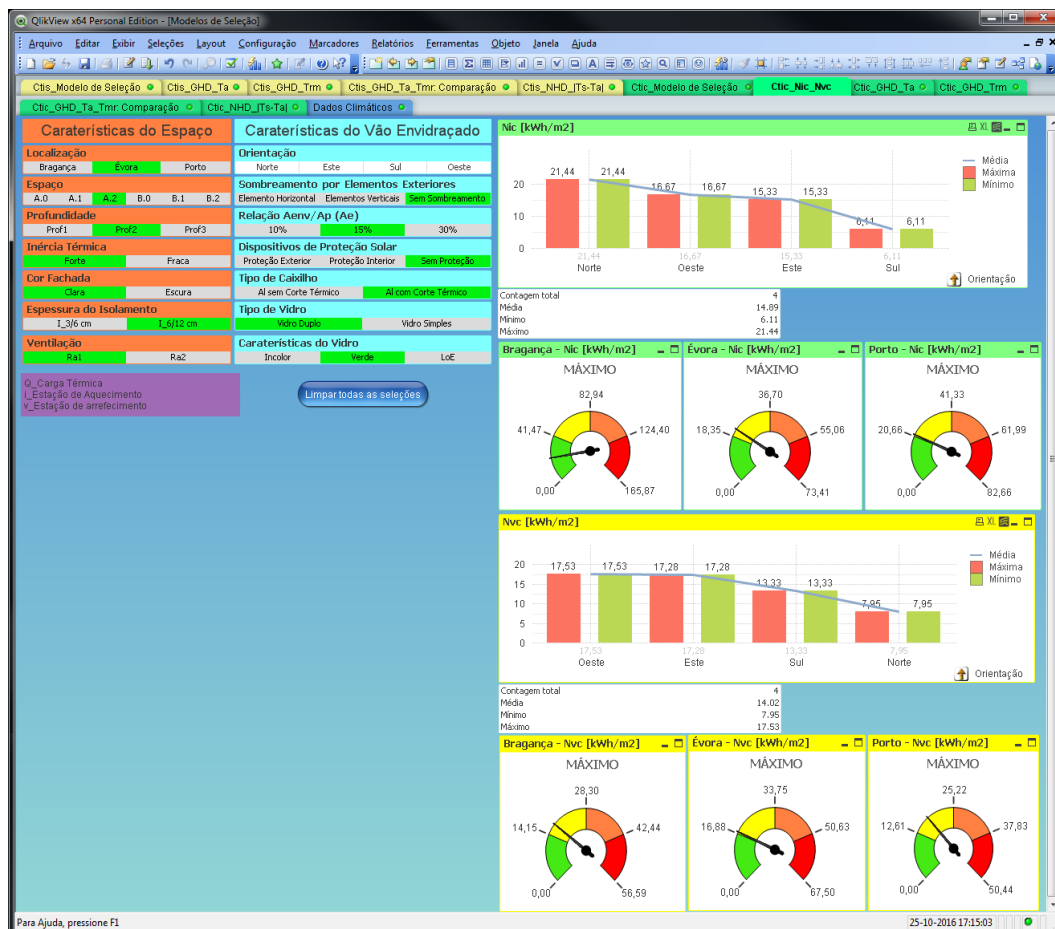 QlikView x64 Personal Edition - [Modelos de Seleção]
Arquivo Editar Exibir Seleções Layout Configuração Marcadores Relatórios Ferramentas Objeto Janela Ajuda
Ctis_Modelo de Seleção Ctis_GHD_Ta Ctis_GHD_Trm Ctis_GHD_Ta_Tmr: Comparação Ctis_NHD_|Ts-Ta| Ctic_Modelo de Seleção Ctic_Nic_Nvc Ctic_GHD_Ta Ctic_GHD_Trm
Ctic_GHD_Ta_Tmr: Comparação Ctic_NHD_|Ts-Ta| Dados Climáticos
Caraterísticas do Espaço
Localização
Bragança Évora Porto
Espaço
A.0 A.1 A.2 B.0 B.1 B.2
Profundidade
Prof1 Prof2 Prof3
Inércia Térmica
Forte Fraca
Cor Fachada
Clara Escura
Espessura do Isolamento
I_3/6 cm I_6/12 cm
Ventilação
Ra1 Ra2
Q_Carga Térmica
i_Estação de Aquecimento
v_Estação de arrefecimento
Caraterísticas do Vão Envidraçado
Orientação
Norte Este Sul Oeste
Sombreamento por Elementos Exteriores
Elemento Horizontal Elementos Verticais Sem Sombreamento
Relação Aenv/Ap (Ae)
10% 15% 30%
Dispositivos de Proteção Solar
Proteção Exterior Proteção Interior Sem Proteção
Tipo de Caixilho
Al sem Corte Térmico Al com Corte Térmico
Tipo de Vidro
Vidro Duplo Vidro Simples
Caraterísticas do Vidro
Incolor Verde LoE
Limpar todas as seleções
Nic [kWh/m2] XL
21,44 21,44 16,67 16,67 15,33 15,33 6,11 6,11
20
10
0
21,44 16,67 15,33 6,11
Norte Oeste Este Sul
Média
Máxima
Mínimo
Orientação
Contagem total 4
Média 14.89
Mínimo 6.11
Máximo 21.44
Bragança - Nic [kWh/m2]
MÁXIMO
82,94
41,47 124,40
0,00 165,87
Évora - Nic [kWh/m2]
MÁXIMO
36,70
18,35 55,06
0,00 73,41
Porto - Nic [kWh/m2]
MÁXIMO
41,33
20,66 61,99
0,00 82,66
Nvc [kWh/m2] XL
17,53 17,53 17,28 17,28 13,33 13,33 7,95 7,95
20
15
10
5
0
17,53 17,28 13,33 7,95
Oeste Este Sul Norte
Média
Máxima
Mínimo
Orientação
Contagem total 4
Média 14.02
Mínimo 7.95
Máximo 17.53
Bragança - Nvc [kWh/m2]
MÁXIMO
28,30
14,15 42,44
0,00 56,59
Évora - Nvc [kWh/m2]
MÁXIMO
33,75
16,88 50,63
0,00 67,50
Porto - Nvc [kWh/m2]
MÁXIMO
25,22
12,61 37,83
0,00 50,44
Para Ajuda, pressione F1
25-10-2016 17:15:03